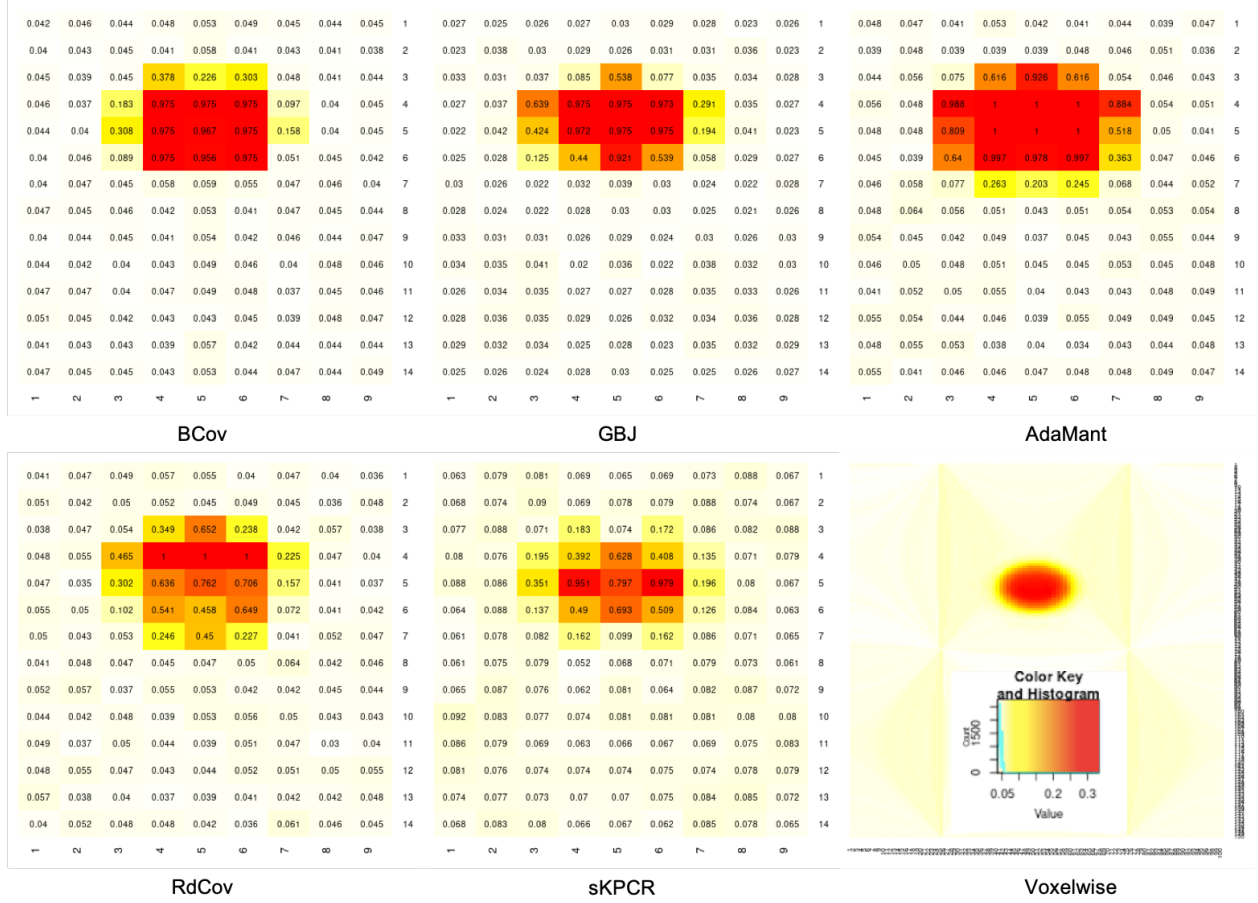 0.042 0.046 0.044 0.048 0.053 0.049 0.045 0.044 0.045 1
0.04 0.043 0.045 0.041 0.058 0.041 0.043 0.041 0.038 2
0.045 0.039 0.045 0.378 0.226 0.303 0.048 0.041 0.044 3
0.046 0.037 0.183 0.975 0.975 0.975 0.097 0.04 0.045 4
0.044 0.04 0.308 0.975 0.967 0.975 0.158 0.04 0.045 5
0.04 0.046 0.089 0.975 0.956 0.975 0.051 0.045 0.042 6
0.04 0.047 0.045 0.058 0.059 0.055 0.047 0.046 0.04 7
0.047 0.045 0.046 0.042 0.053 0.041 0.047 0.045 0.044 8
0.04 0.044 0.045 0.041 0.054 0.042 0.046 0.044 0.047 9
0.044 0.042 0.04 0.043 0.049 0.046 0.04 0.048 0.046 10
0.047 0.047 0.04 0.047 0.049 0.048 0.037 0.045 0.046 11
0.051 0.045 0.042 0.043 0.043 0.045 0.039 0.048 0.047 12
0.041 0.043 0.043 0.039 0.057 0.042 0.044 0.044 0.044 13
0.047 0.045 0.045 0.043 0.053 0.044 0.047 0.044 0.049 14
1 2 3 4 5 6 7 8 9
BCov
0.027 0.025 0.026 0.027 0.03 0.029 0.028 0.023 0.026 1
0.023 0.038 0.03 0.029 0.026 0.031 0.031 0.036 0.023 2
0.033 0.031 0.037 0.085 0.538 0.077 0.035 0.034 0.028 3
0.027 0.037 0.639 0.975 0.975 0.973 0.291 0.035 0.027 4
0.022 0.042 0.424 0.972 0.975 0.975 0.194 0.041 0.023 5
0.025 0.028 0.125 0.44 0.921 0.539 0.058 0.029 0.027 6
0.03 0.026 0.022 0.032 0.039 0.03 0.024 0.022 0.028 7
0.028 0.024 0.022 0.028 0.03 0.03 0.025 0.021 0.026 8
0.033 0.031 0.031 0.026 0.029 0.024 0.03 0.026 0.03 9
0.034 0.035 0.041 0.02 0.036 0.022 0.038 0.032 0.03 10
0.026 0.034 0.035 0.027 0.027 0.028 0.035 0.033 0.026 11
0.028 0.036 0.035 0.029 0.026 0.032 0.034 0.036 0.028 12
0.029 0.032 0.034 0.025 0.028 0.023 0.035 0.032 0.029 13
0.025 0.026 0.024 0.028 0.03 0.025 0.025 0.026 0.027 14
1 2 3 4 5 6 7 8 9
GBJ
0.048 0.047 0.041 0.053 0.042 0.041 0.044 0.039 0.047 1
0.039 0.048 0.039 0.039 0.039 0.048 0.046 0.051 0.036 2
0.044 0.056 0.075 0.616 0.926 0.616 0.054 0.046 0.043 3
0.056 0.048 0.988 1 1 1 0.884 0.054 0.051 4
0.048 0.048 0.809 1 1 1 0.518 0.05 0.041 5
0.045 0.039 0.64 0.997 0.978 0.997 0.363 0.047 0.046 6
0.046 0.058 0.077 0.263 0.203 0.245 0.068 0.044 0.052 7
0.048 0.064 0.056 0.051 0.043 0.051 0.054 0.053 0.054 8
0.054 0.045 0.042 0.049 0.037 0.045 0.043 0.055 0.044 9
0.046 0.05 0.048 0.051 0.045 0.045 0.053 0.045 0.048 10
0.041 0.052 0.05 0.055 0.04 0.043 0.043 0.048 0.049 11
0.055 0.054 0.044 0.046 0.039 0.055 0.049 0.049 0.045 12
0.048 0.055 0.053 0.038 0.04 0.034 0.043 0.044 0.048 13
0.055 0.041 0.046 0.046 0.047 0.048 0.048 0.049 0.047 14
1 2 3 4 5 6 7 8 9
AdaMant
0.041 0.047 0.049 0.057 0.055 0.04 0.047 0.04 0.036 1
0.051 0.042 0.05 0.052 0.045 0.049 0.045 0.036 0.048 2
0.038 0.047 0.054 0.349 0.652 0.238 0.042 0.057 0.038 3
0.048 0.055 0.465 1 1 1 0.225 0.047 0.04 4
0.047 0.035 0.302 0.636 0.762 0.706 0.157 0.041 0.037 5
0.055 0.05 0.102 0.541 0.458 0.649 0.072 0.041 0.042 6
0.05 0.043 0.053 0.246 0.45 0.227 0.041 0.052 0.047 7
0.041 0.048 0.047 0.045 0.047 0.05 0.064 0.042 0.046 8
0.052 0.057 0.037 0.055 0.053 0.042 0.042 0.045 0.044 9
0.044 0.042 0.048 0.039 0.053 0.056 0.05 0.043 0.043 10
0.049 0.037 0.05 0.044 0.039 0.051 0.047 0.03 0.04 11
0.048 0.055 0.047 0.043 0.044 0.052 0.051 0.05 0.055 12
0.057 0.038 0.04 0.037 0.039 0.041 0.042 0.042 0.048 13
0.04 0.052 0.048 0.048 0.042 0.036 0.061 0.046 0.045 14
1 2 3 4 5 6 7 8 9
RdCov
0.063 0.079 0.081 0.069 0.065 0.069 0.073 0.088 0.067 1
0.068 0.074 0.09 0.069 0.078 0.079 0.088 0.074 0.067 2
0.077 0.088 0.071 0.183 0.074 0.172 0.086 0.082 0.088 3
0.08 0.076 0.195 0.392 0.628 0.408 0.135 0.071 0.079 4
0.088 0.086 0.351 0.951 0.797 0.979 0.196 0.08 0.067 5
0.064 0.088 0.137 0.49 0.693 0.509 0.126 0.084 0.063 6
0.061 0.078 0.082 0.162 0.099 0.162 0.086 0.071 0.065 7
0.061 0.075 0.079 0.052 0.068 0.071 0.079 0.073 0.061 8
0.065 0.087 0.076 0.062 0.081 0.064 0.082 0.087 0.072 9
0.092 0.083 0.077 0.074 0.081 0.081 0.081 0.08 0.08 10
0.086 0.079 0.069 0.063 0.066 0.067 0.069 0.075 0.083 11
0.081 0.076 0.074 0.074 0.074 0.075 0.074 0.078 0.079 12
0.074 0.077 0.073 0.07 0.07 0.075 0.084 0.085 0.072 13
0.068 0.083 0.08 0.066 0.067 0.062 0.085 0.078 0.065 14
1 2 3 4 5 6 7 8 9
sKPCR
Color Key
and Histogram
Count
0 1500
0.05 0.2 0.3
Value
Voxelwise